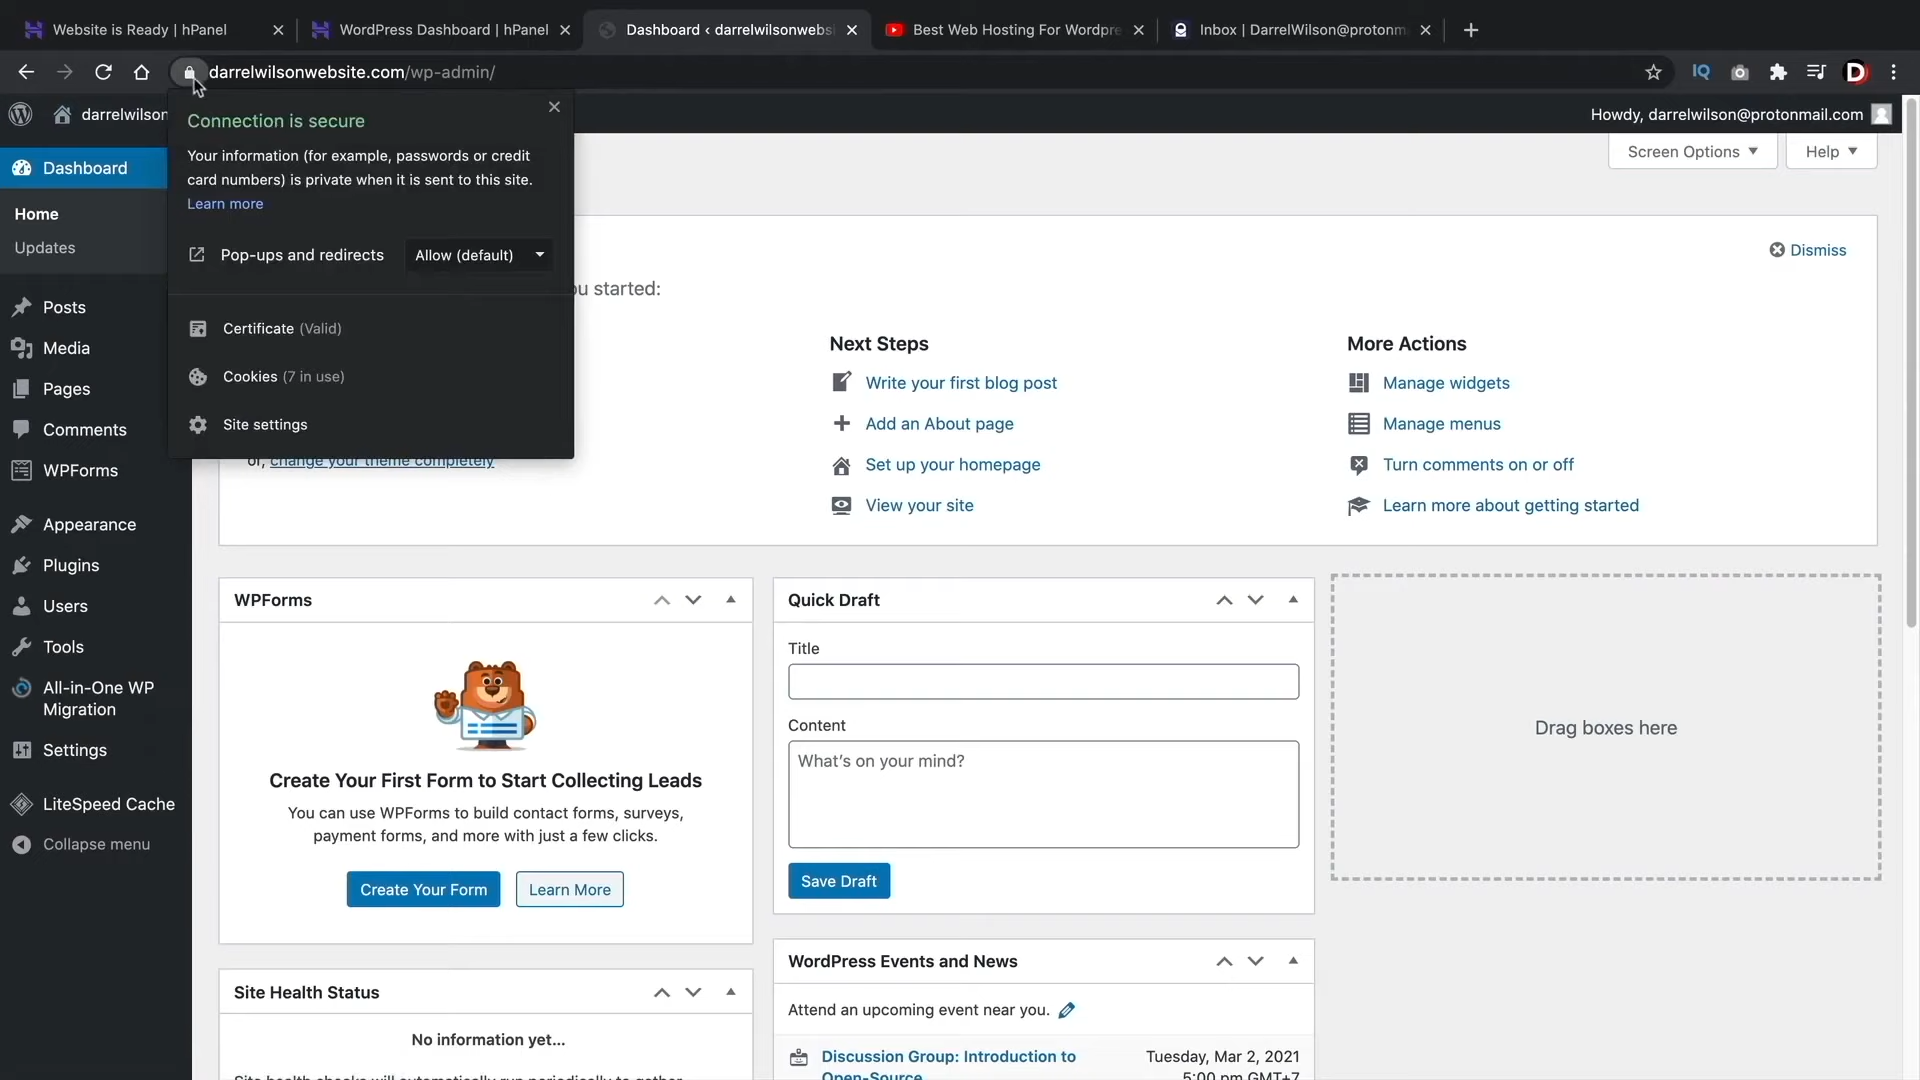 Website is Ready | hPanel
WordPress Dashboard | hPanel
Dashboard ‹ darrelwilsonwebs
Best Web Hosting For Wordpre
Inbox | DarrelWilson@protonm
darrelwilsonwebsite.com/wp-admin/
IQ
D
darrelwilson
Howdy, darrelwilson@protonmail.com
Connection is secure
Your information (for example, passwords or credit
card numbers) is private when it is sent to this site.
Learn more
Pop-ups and redirects
Allow (default)
Certificate (Valid)
Cookies (7 in use)
Site settings
Screen Options
Help
Dashboard
Home
Updates
Posts
Media
Pages
Comments
WPForms
Appearance
Plugins
Users
Tools
All-in-One WP
Migration
Settings
LiteSpeed Cache
Collapse menu
Dismiss
u started:
or, change your theme completely
Next Steps
Write your first blog post
Add an About page
Set up your homepage
View your site
More Actions
Manage widgets
Manage menus
Turn comments on or off
Learn more about getting started
WPForms
Create Your First Form to Start Collecting Leads
You can use WPForms to build contact forms, surveys,
payment forms, and more with just a few clicks.
Create Your Form
Learn More
Site Health Status
No information yet...
Site health checks will automatically run periodically to gather
Quick Draft
Title
Content
What's on your mind?
Save Draft
WordPress Events and News
Attend an upcoming event near you.
Discussion Group: Introduction to
Open-Source
Tuesday, Mar 2, 2021
5:00 pm GMT+7
Drag boxes here